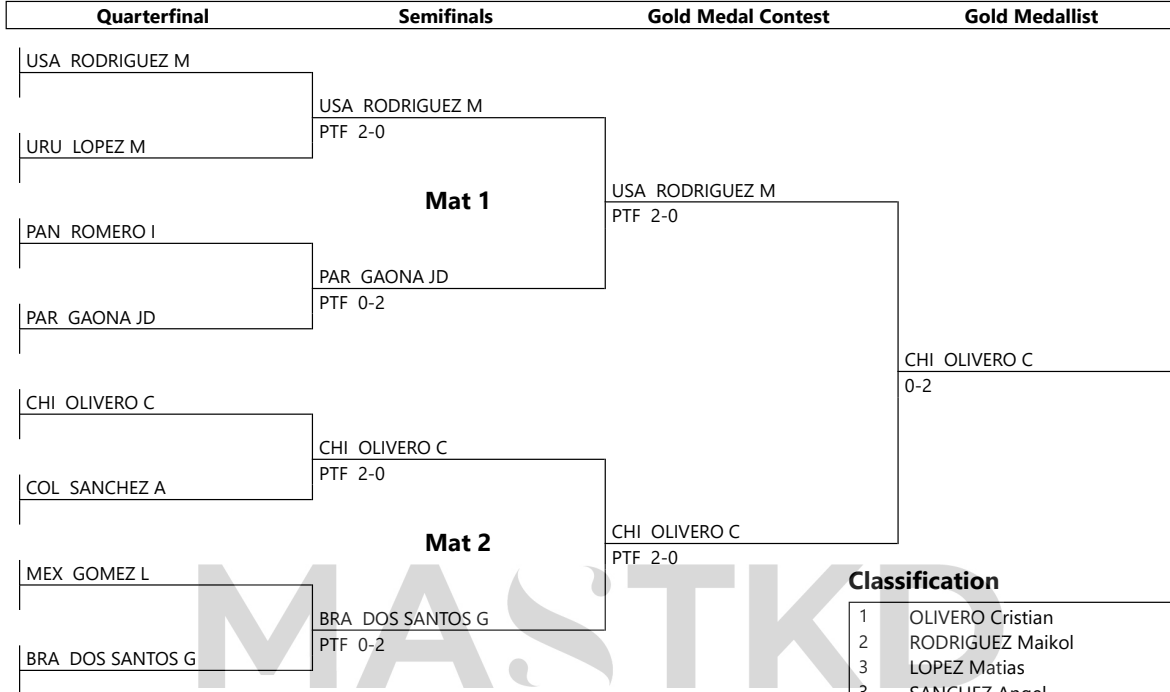 Quarterfinal Semifinals Gold Medal Contest Gold Medallist
USA RODRIGUEZ M
USA RODRIGUEZ M
PTF 2-0
URU LOPEZ M
Mat 1
USA RODRIGUEZ M
PTF 2-0
PAN ROMERO I
PAR GAONA JD
PTF 0-2
PAR GAONA JD
CHI OLIVERO C
0-2
CHI OLIVERO C
CHI OLIVERO C
PTF 2-0
COL SANCHEZ A
Mat 2
CHI OLIVERO C
PTF 2-0
MEX GOMEZ L
BRA DOS SANTOS G
PTF 0-2
BRA DOS SANTOS G
Classification
1 OLIVERO Cristian
2 RODRIGUEZ Maikol
3 LOPEZ Matias
3 SANCHEZ Angel
MASTKD